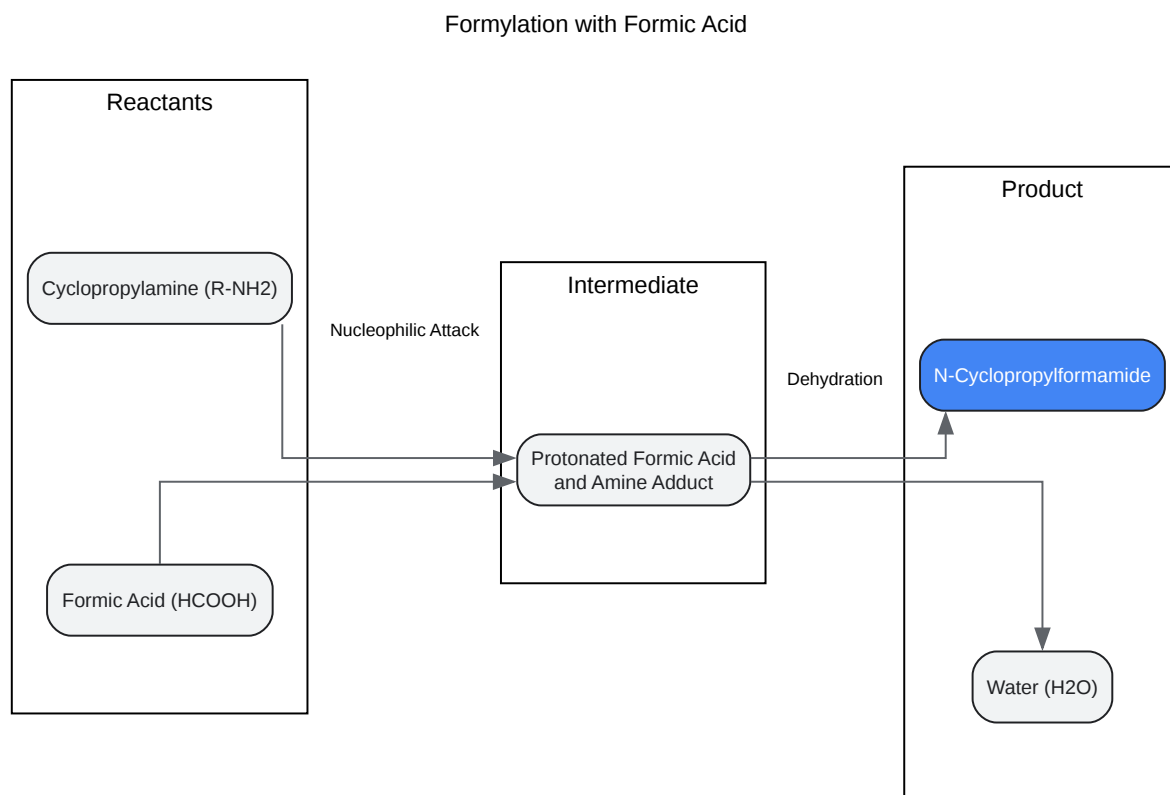 Formylation with Formic Acid
Reactants
Cyclopropylamine (R-NH2)
Formic Acid (HCOOH)
Nucleophilic Attack
Intermediate
Protonated Formic Acid
and Amine Adduct
Dehydration
Product
N-Cyclopropylformamide
Water (H2O)